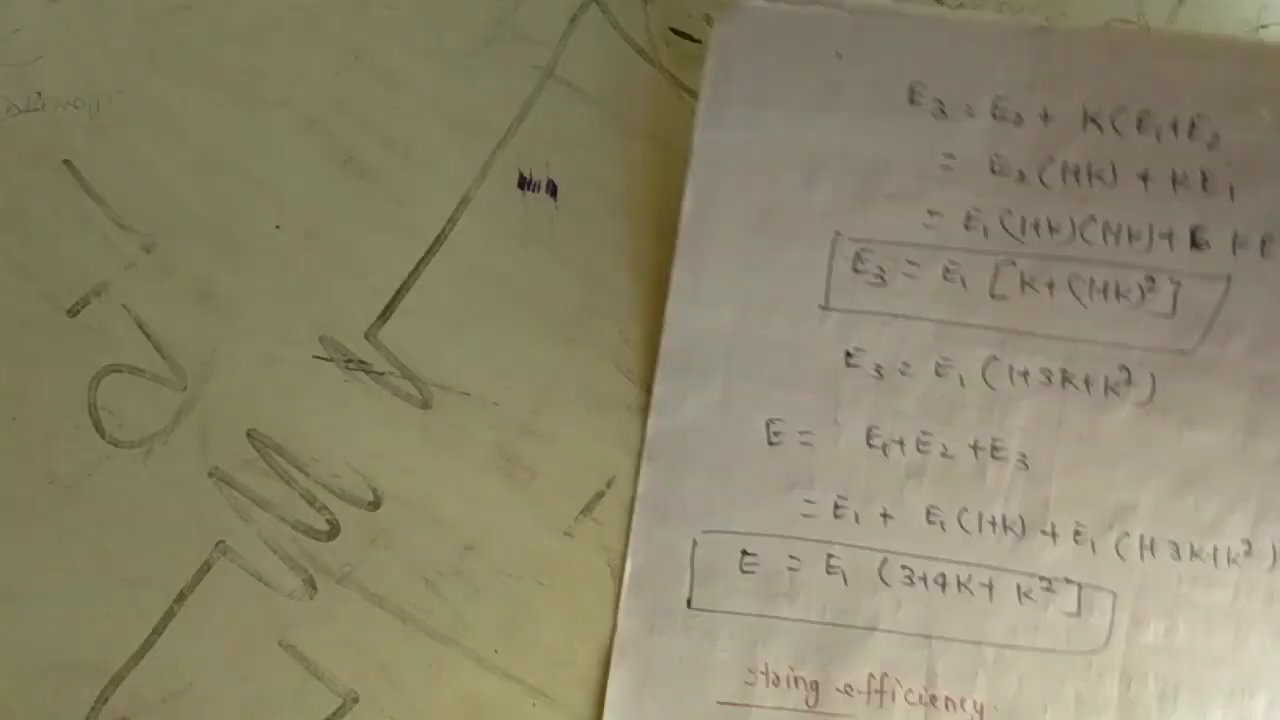 E3 = E2 + K(E1+E2
= E2(1+K) + KE1
= E1(1+K)(1+K)+ KE
E3 = E1 [K+(1+K)²]
E3 = E1 (1+3K+K²)
E = E1+E2+E3
= E1 + E1(1+K) + E1 (1+3K+K²)
E = E1 (3+4K+K²]
string efficiency